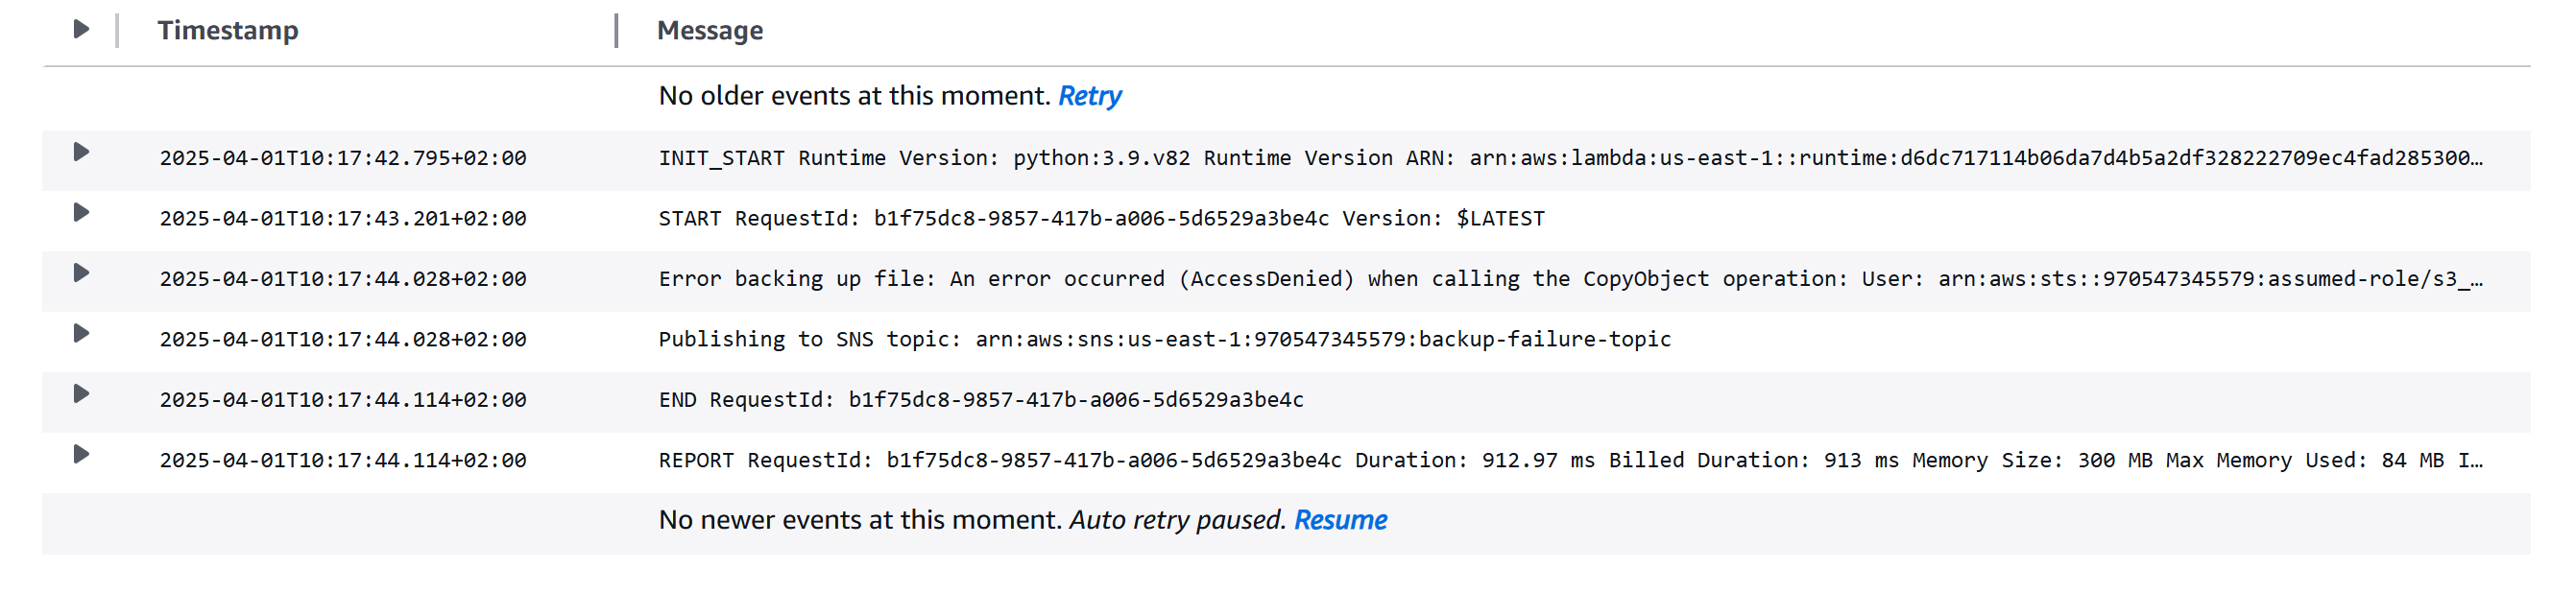 Timestamp Message
No older events at this moment. Retry
2025-04-01T10:17:42.795+02:00 INIT_START Runtime Version: python:3.9.v82 Runtime Version ARN: arn:aws:lambda:us-east-1::runtime:d6dc717114b06da7d4b5a2df328222709ec4fad285300…
2025-04-01T10:17:43.201+02:00 START RequestId: b1f75dc8-9857-417b-a006-5d6529a3be4c Version: $LATEST
2025-04-01T10:17:44.028+02:00 Error backing up file: An error occurred (AccessDenied) when calling the CopyObject operation: User: arn:aws:sts::970547345579:assumed-role/s3_…
2025-04-01T10:17:44.028+02:00 Publishing to SNS topic: arn:aws:sns:us-east-1:970547345579:backup-failure-topic
2025-04-01T10:17:44.114+02:00 END RequestId: b1f75dc8-9857-417b-a006-5d6529a3be4c
2025-04-01T10:17:44.114+02:00 REPORT RequestId: b1f75dc8-9857-417b-a006-5d6529a3be4c Duration: 912.97 ms Billed Duration: 913 ms Memory Size: 300 MB Max Memory Used: 84 MB I…
No newer events at this moment. Auto retry paused. Resume